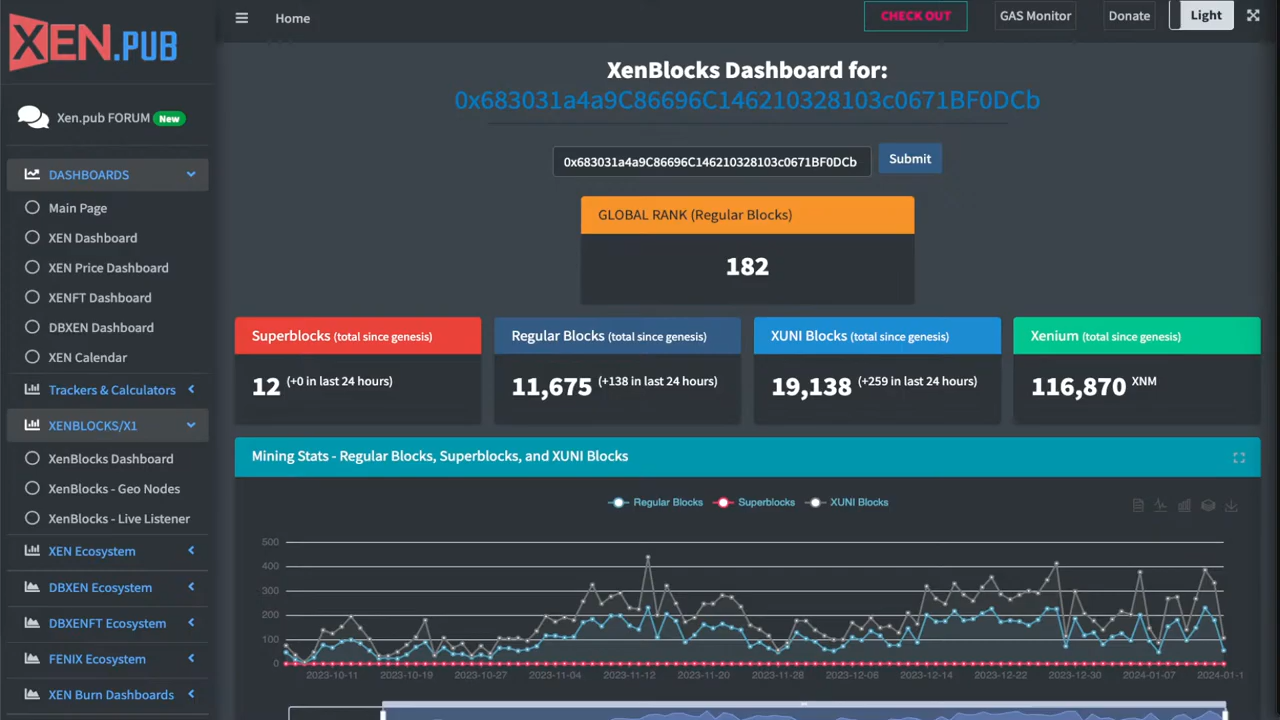 XEN.PUB
Home
CHECK OUT
GAS Monitor
Donate
Light
Xen.pub FORUM New
DASHBOARDS
Main Page
XEN Dashboard
XEN Price Dashboard
XENFT Dashboard
DBXEN Dashboard
XEN Calendar
Trackers & Calculators
XENBLOCKS/X1
XenBlocks Dashboard
XenBlocks - Geo Nodes
XenBlocks - Live Listener
XEN Ecosystem
DBXEN Ecosystem
DBXENFT Ecosystem
FENIX Ecosystem
XEN Burn Dashboards
XenBlocks Dashboard for:
0x683031a4a9C86696C146210328103c0671BF0DCb
0x683031a4a9C86696C146210328103c0671BF0DCb
Submit
GLOBAL RANK (Regular Blocks)
182
Superblocks (total since genesis)
12 (+0 in last 24 hours)
Regular Blocks (total since genesis)
11,675 (+138 in last 24 hours)
XUNI Blocks (total since genesis)
19,138 (+259 in last 24 hours)
Xenium (total since genesis)
116,870 XNM
Mining Stats - Regular Blocks, Superblocks, and XUNI Blocks
Regular Blocks Superblocks XUNI Blocks
500
400
300
200
100
0
2023-10-11 2023-10-19 2023-10-27 2023-11-04 2023-11-12 2023-11-20 2023-11-28 2023-12-06 2023-12-14 2023-12-22 2023-12-30 2024-01-07 2024-01-1